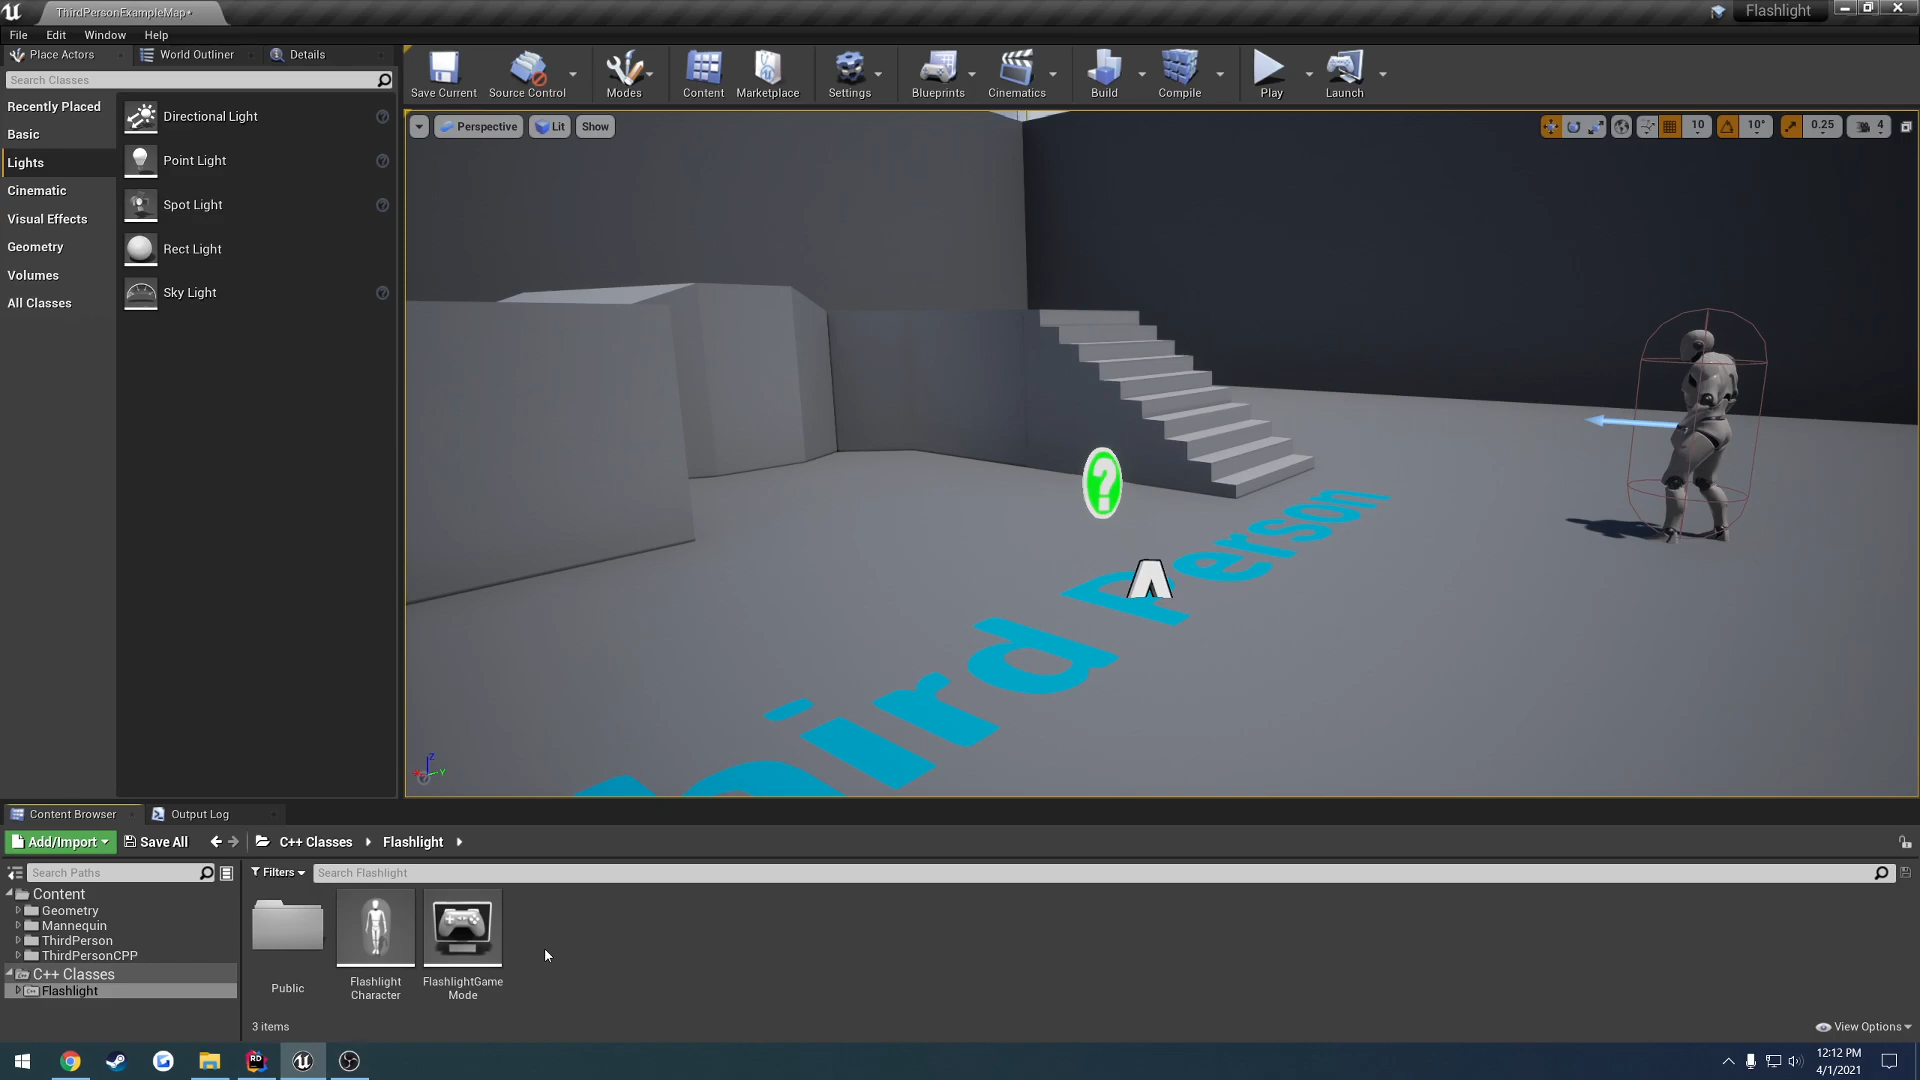 ThirdPersonExampleMap*
Flashlight
File Edit Window Help
Place Actors
World Outliner
Details
Search Classes
Recently Placed
Basic
Lights
Cinematic
Visual Effects
Geometry
Volumes
All Classes
Directional Light
Point Light
Spot Light
Rect Light
Sky Light
Save Current
Source Control
Modes
Content
Marketplace
Settings
Blueprints
Cinematics
Build
Compile
Play
Launch
Perspective
Lit
Show
10
10°
0.25
4
?
ird Person
Z
Y
Content Browser
Output Log
Add/Import
Save All
C++ Classes
Flashlight
Search Paths
Filters
Search Flashlight
Content
Geometry
Mannequin
ThirdPerson
ThirdPersonCPP
C++ Classes
Flashlight
Public
Flashlight
Character
FlashlightGame
Mode
3 items
View Options
RD
12:12 PM
4/1/2021